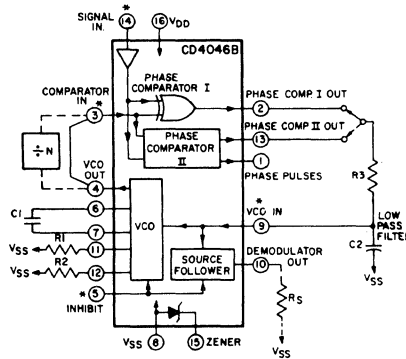 *
SIGNAL
IN.
14
16
VDD
CD4046B
PHASE
COMPARATOR I
COMPARATOR
IN
*
3
PHASE COMP. I OUT
2
PHASE COMP. II OUT
13
PHASE
COMPARATOR
II
÷N
1
PHASE PULSES
VCO
OUT
4
R3
C1
6
7
VCO
*
VCO IN
9
LOW
PASS
FILTER
VSS
R1
11
DEMODULATOR
OUT
10
C2
VSS
R2
12
SOURCE
FOLLOWER
VSS
*
5
INHIBIT
RS
VSS
8
15
ZENER
VSS